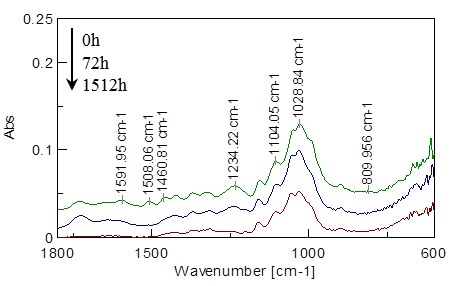 0.25
0.2
0.1
0
Abs
0h
72h
1512h
1591.95 cm-1
1508.06 cm-1
1460.81 cm-1
1234.22 cm-1
1104.05 cm-1
1028.84 cm-1
809.956 cm-1
1800 1500 1000 600
Wavenumber [cm-1]